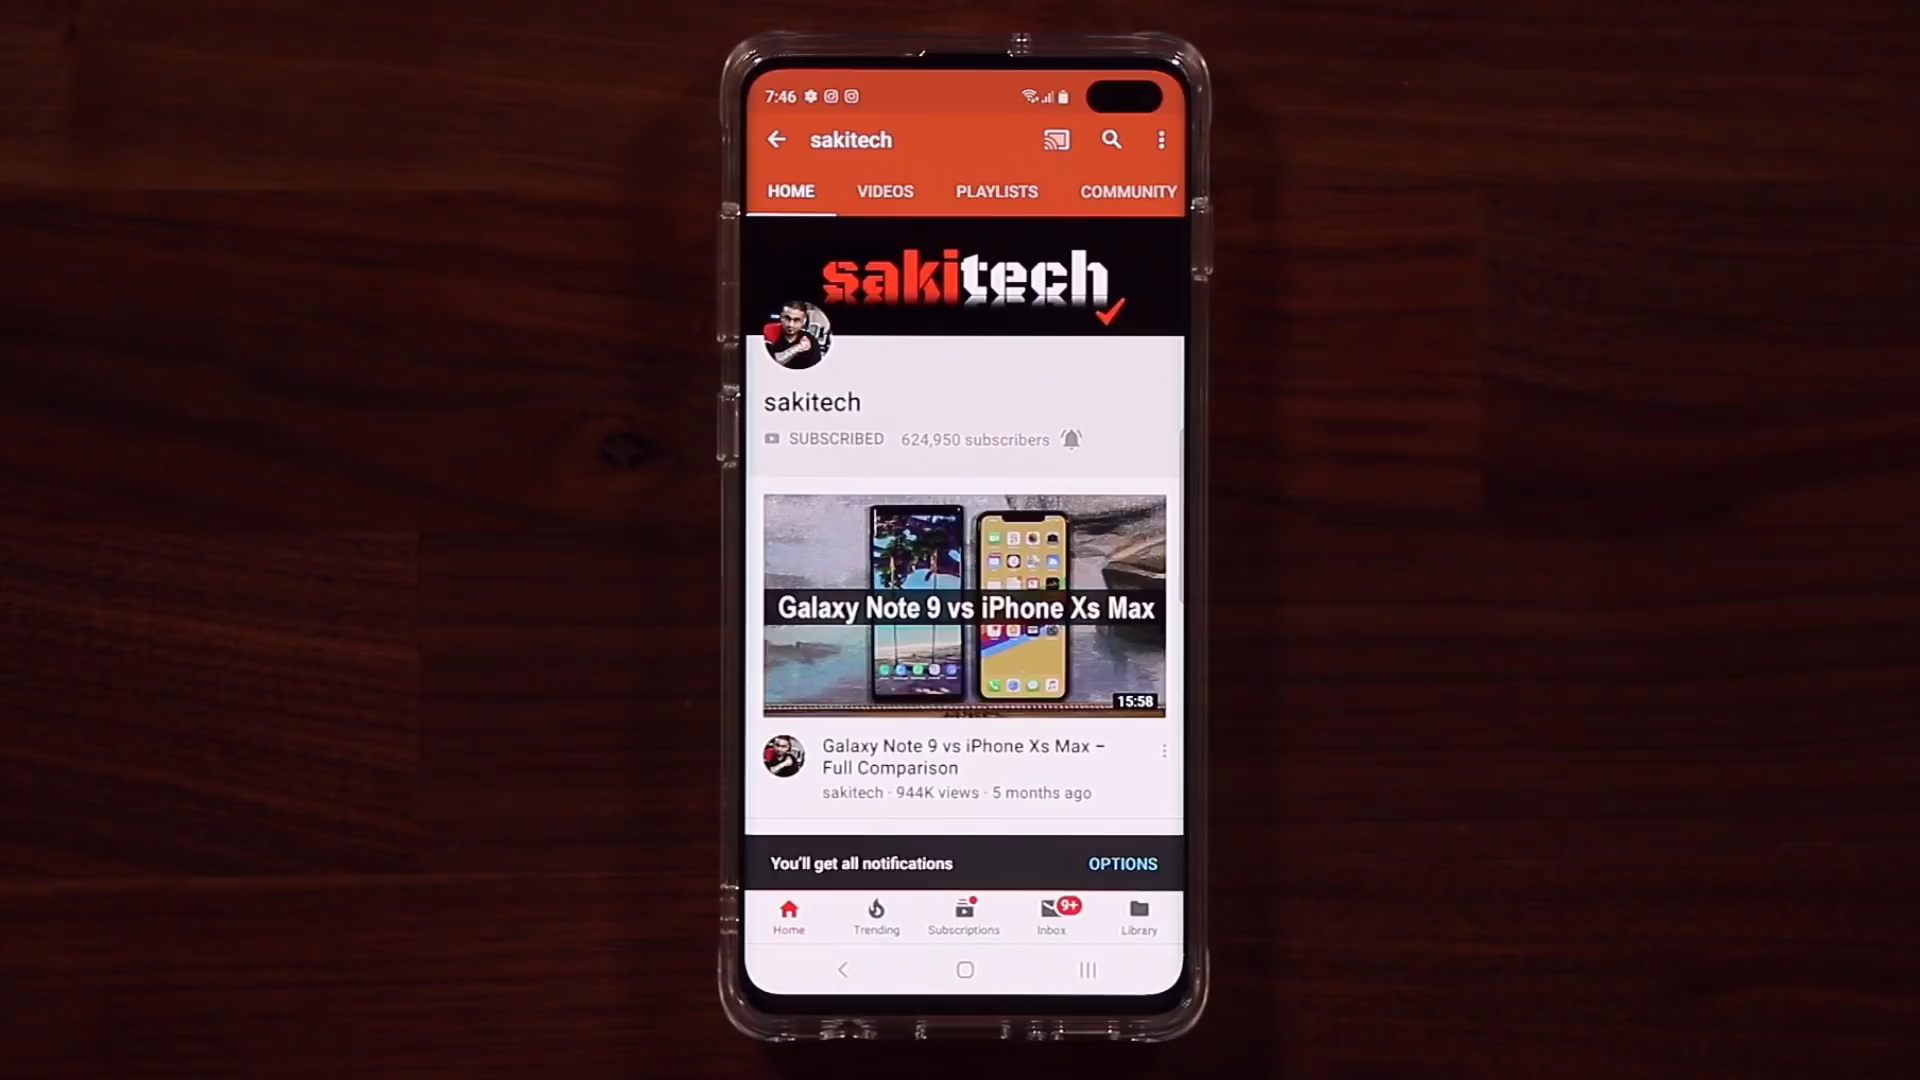 7:46
sakitech
HOME VIDEOS PLAYLISTS COMMUNITY
sakitech
sakitech
SUBSCRIBED 624,950 subscribers
Galaxy Note 9 vs iPhone Xs Max
15:58
Galaxy Note 9 vs iPhone Xs Max –
Full Comparison
sakitech · 944K views · 5 months ago
You'll get all notifications OPTIONS
9+
Home Trending Subscriptions Inbox Library